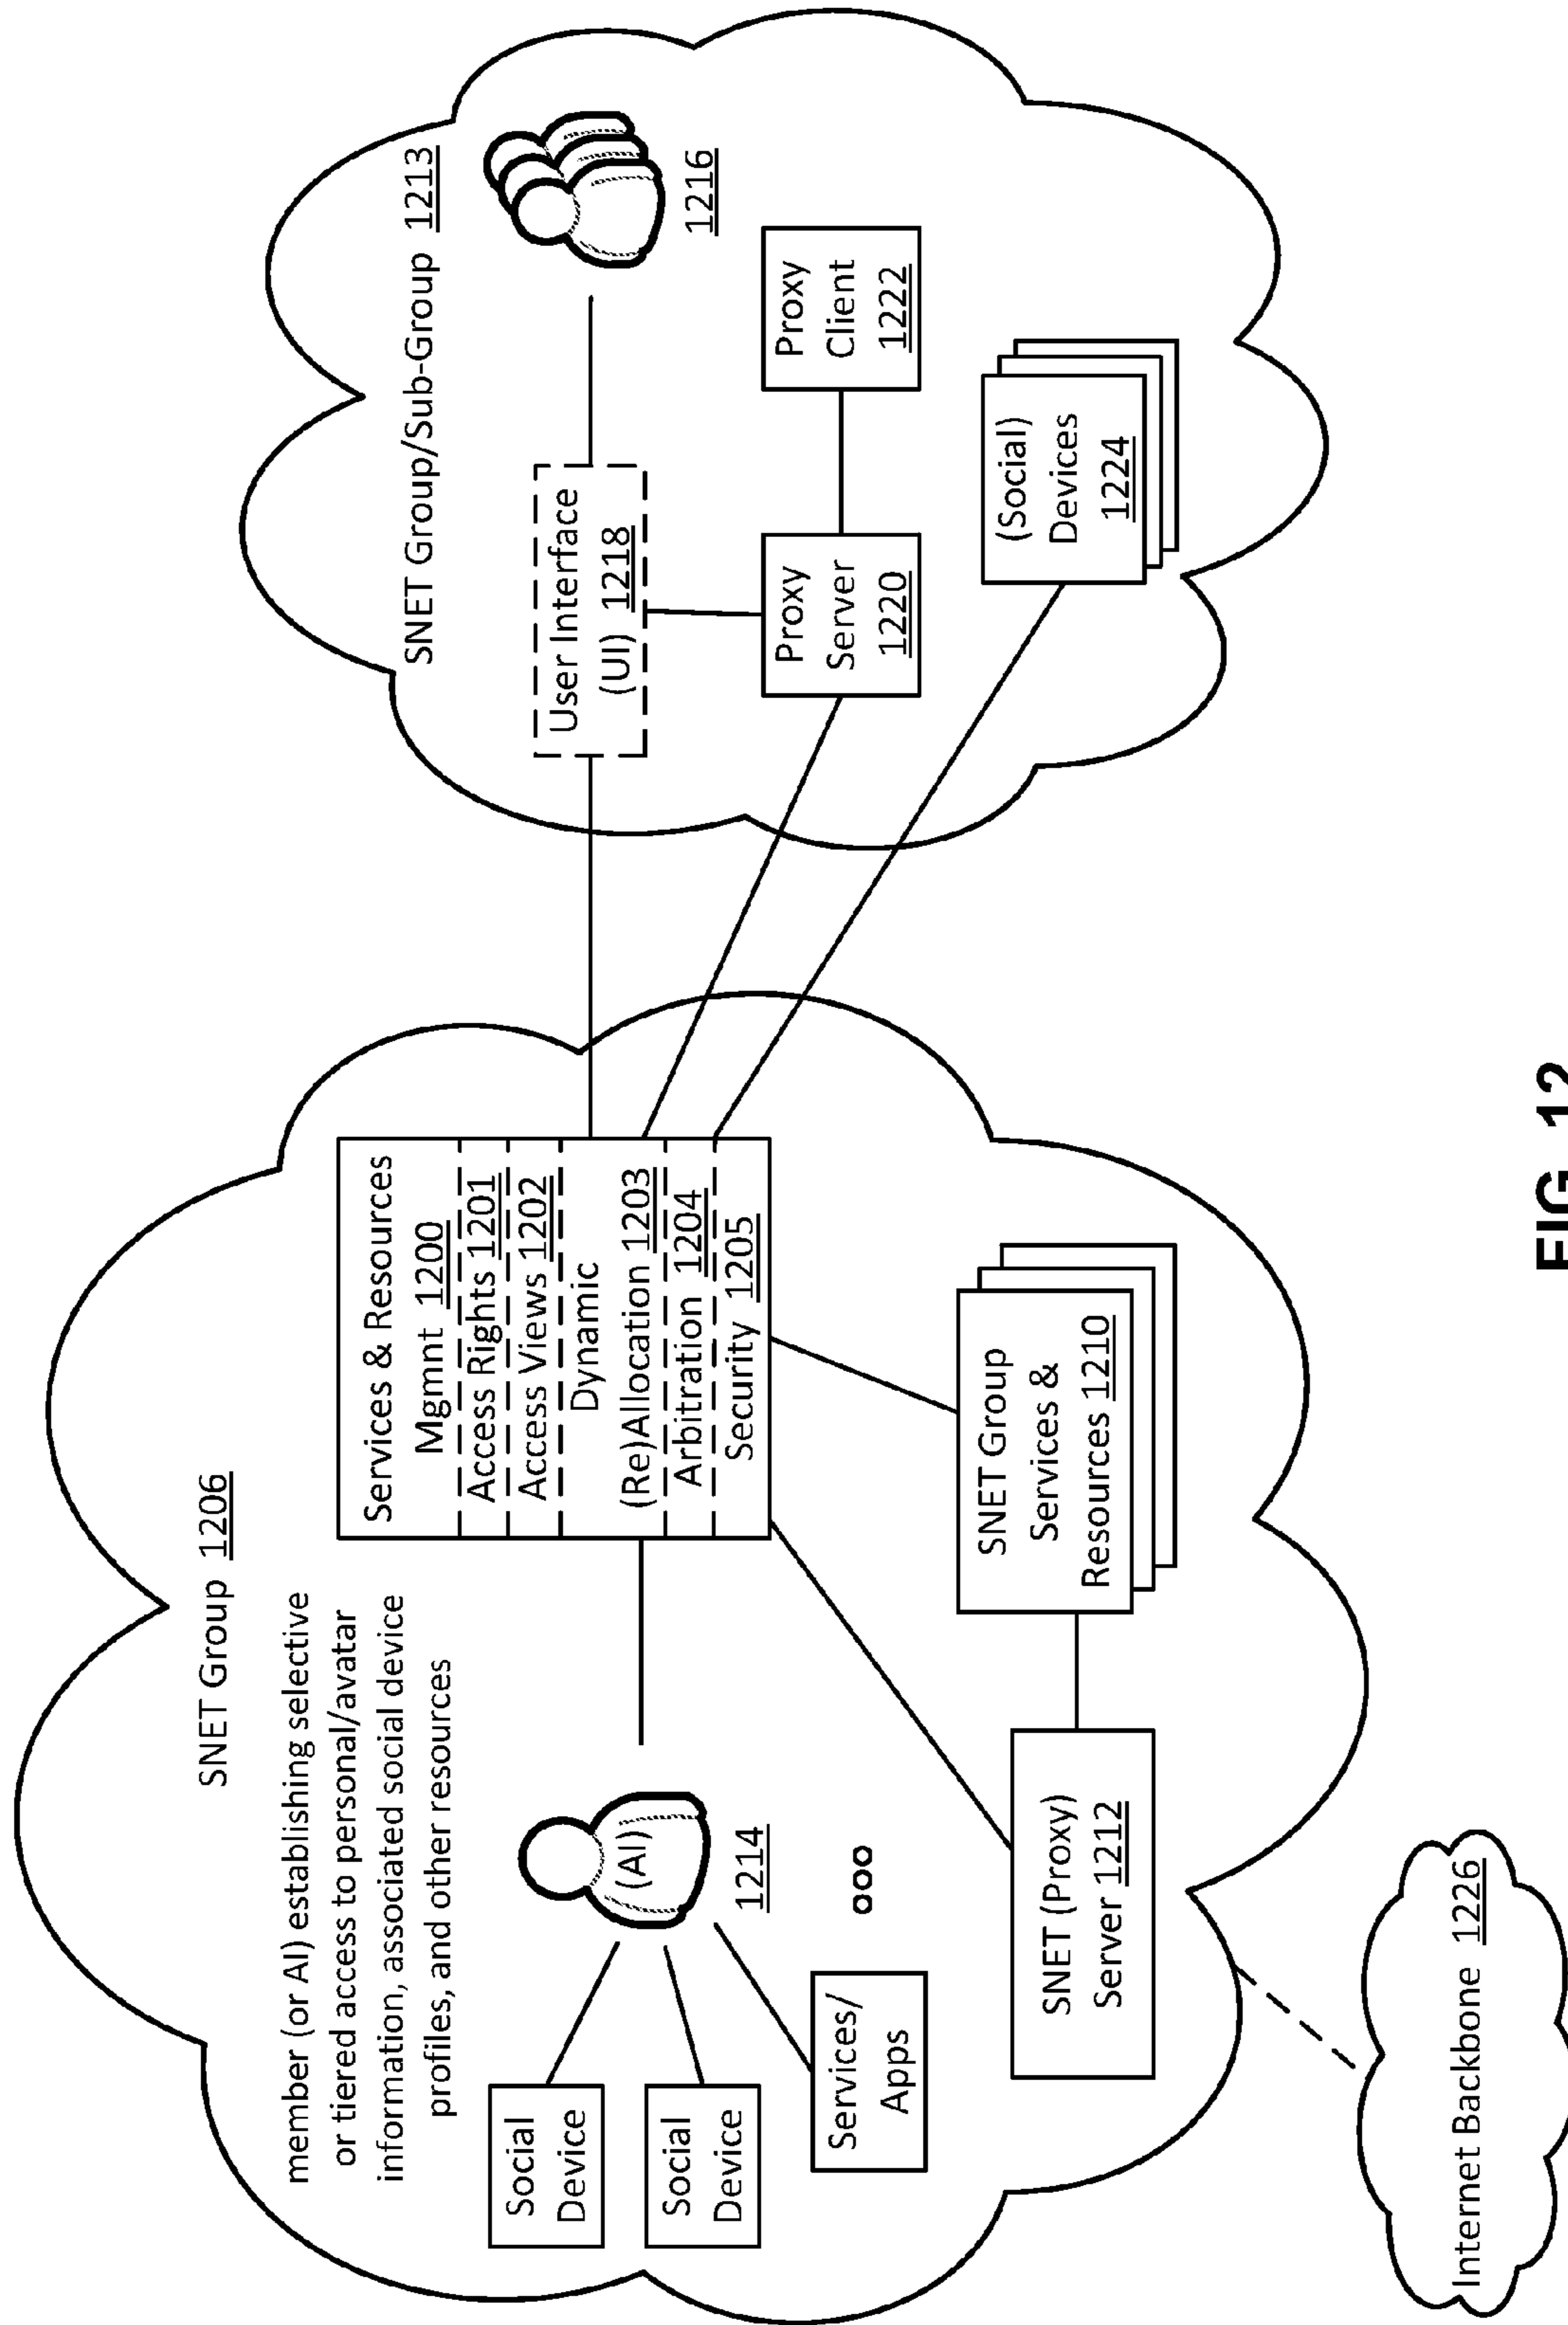 SNET Group 1206
member (or AI) establishing selective
or tiered access to personal/avatar
information, associated social device
profiles, and other resources
Social
Device
Social
Device
Services/
Apps
(AI)
1214
Services & Resources
Mgmnt 1200
Access Rights 1201
Access Views 1202
Dynamic
(Re)Allocation 1203
Arbitration 1204
Security 1205
SNET (Proxy)
Server 1212
SNET Group
Services &
Resources 1210
Internet Backbone 1226
SNET Group/Sub-Group 1213
User Interface
(UI) 1218
1216
Proxy
Server
1220
Proxy
Client
1222
(Social)
Devices
1224
FIG. 12